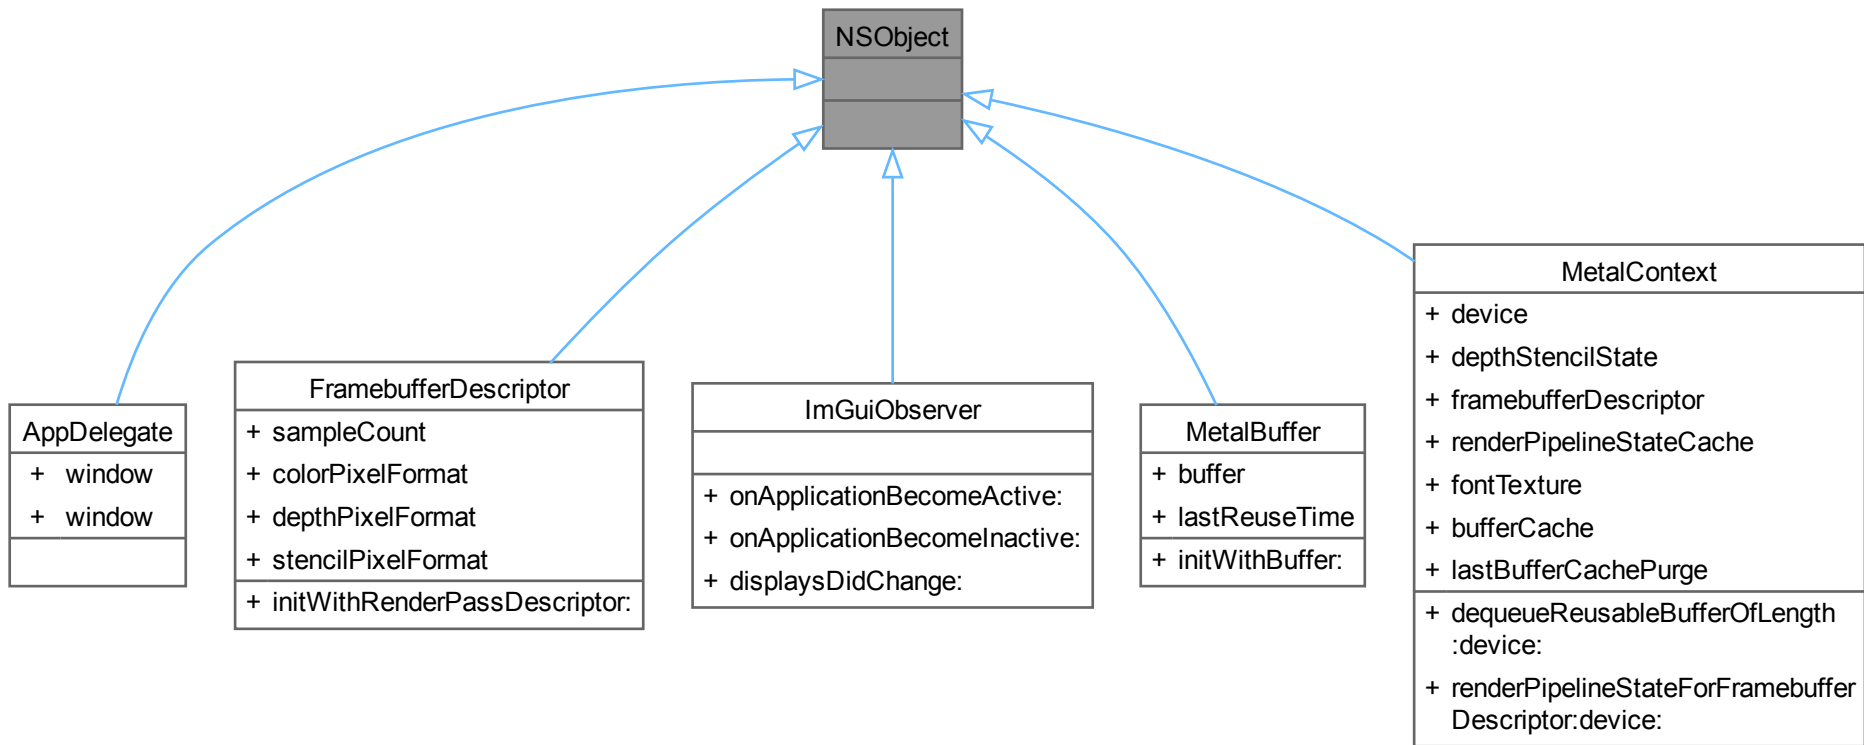 NSObject
AppDelegate
+ window
+ window
FramebufferDescriptor
+ sampleCount
+ colorPixelFormat
+ depthPixelFormat
+ stencilPixelFormat
+ initWithRenderPassDescriptor:
ImGuiObserver
+ onApplicationBecomeActive:
+ onApplicationBecomeInactive:
+ displaysDidChange:
MetalBuffer
+ buffer
+ lastReuseTime
+ initWithBuffer:
MetalContext
+ device
+ depthStencilState
+ framebufferDescriptor
+ renderPipelineStateCache
+ fontTexture
+ bufferCache
+ lastBufferCachePurge
+ dequeueReusableBufferOfLength
:device:
+ renderPipelineStateForFramebuffer
Descriptor:device: